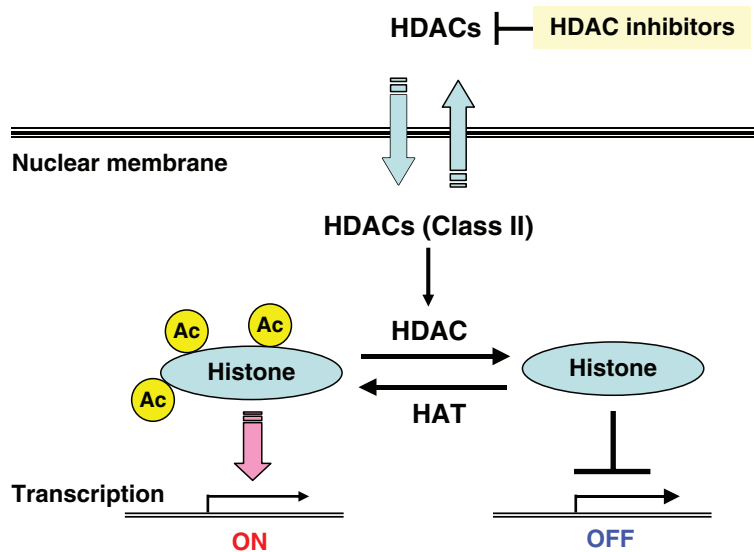 HDACs
HDAC inhibitors
Nuclear membrane
HDACs (Class II)
Ac
Ac
Ac
HDAC
Histone
Histone
HAT
Transcription
ON
OFF